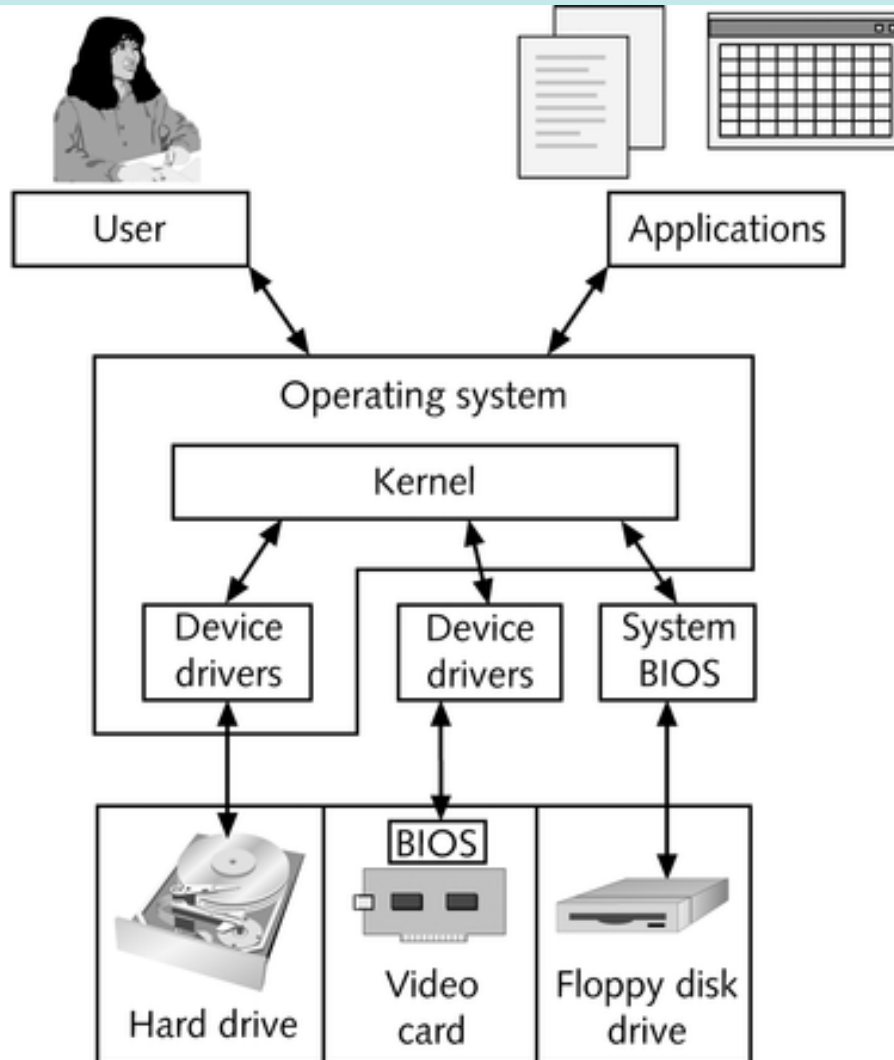 User
Applications
Operating system
Kernel
Device
drivers
Device
drivers
System
BIOS
BIOS
Hard drive
Video
card
Floppy disk
drive